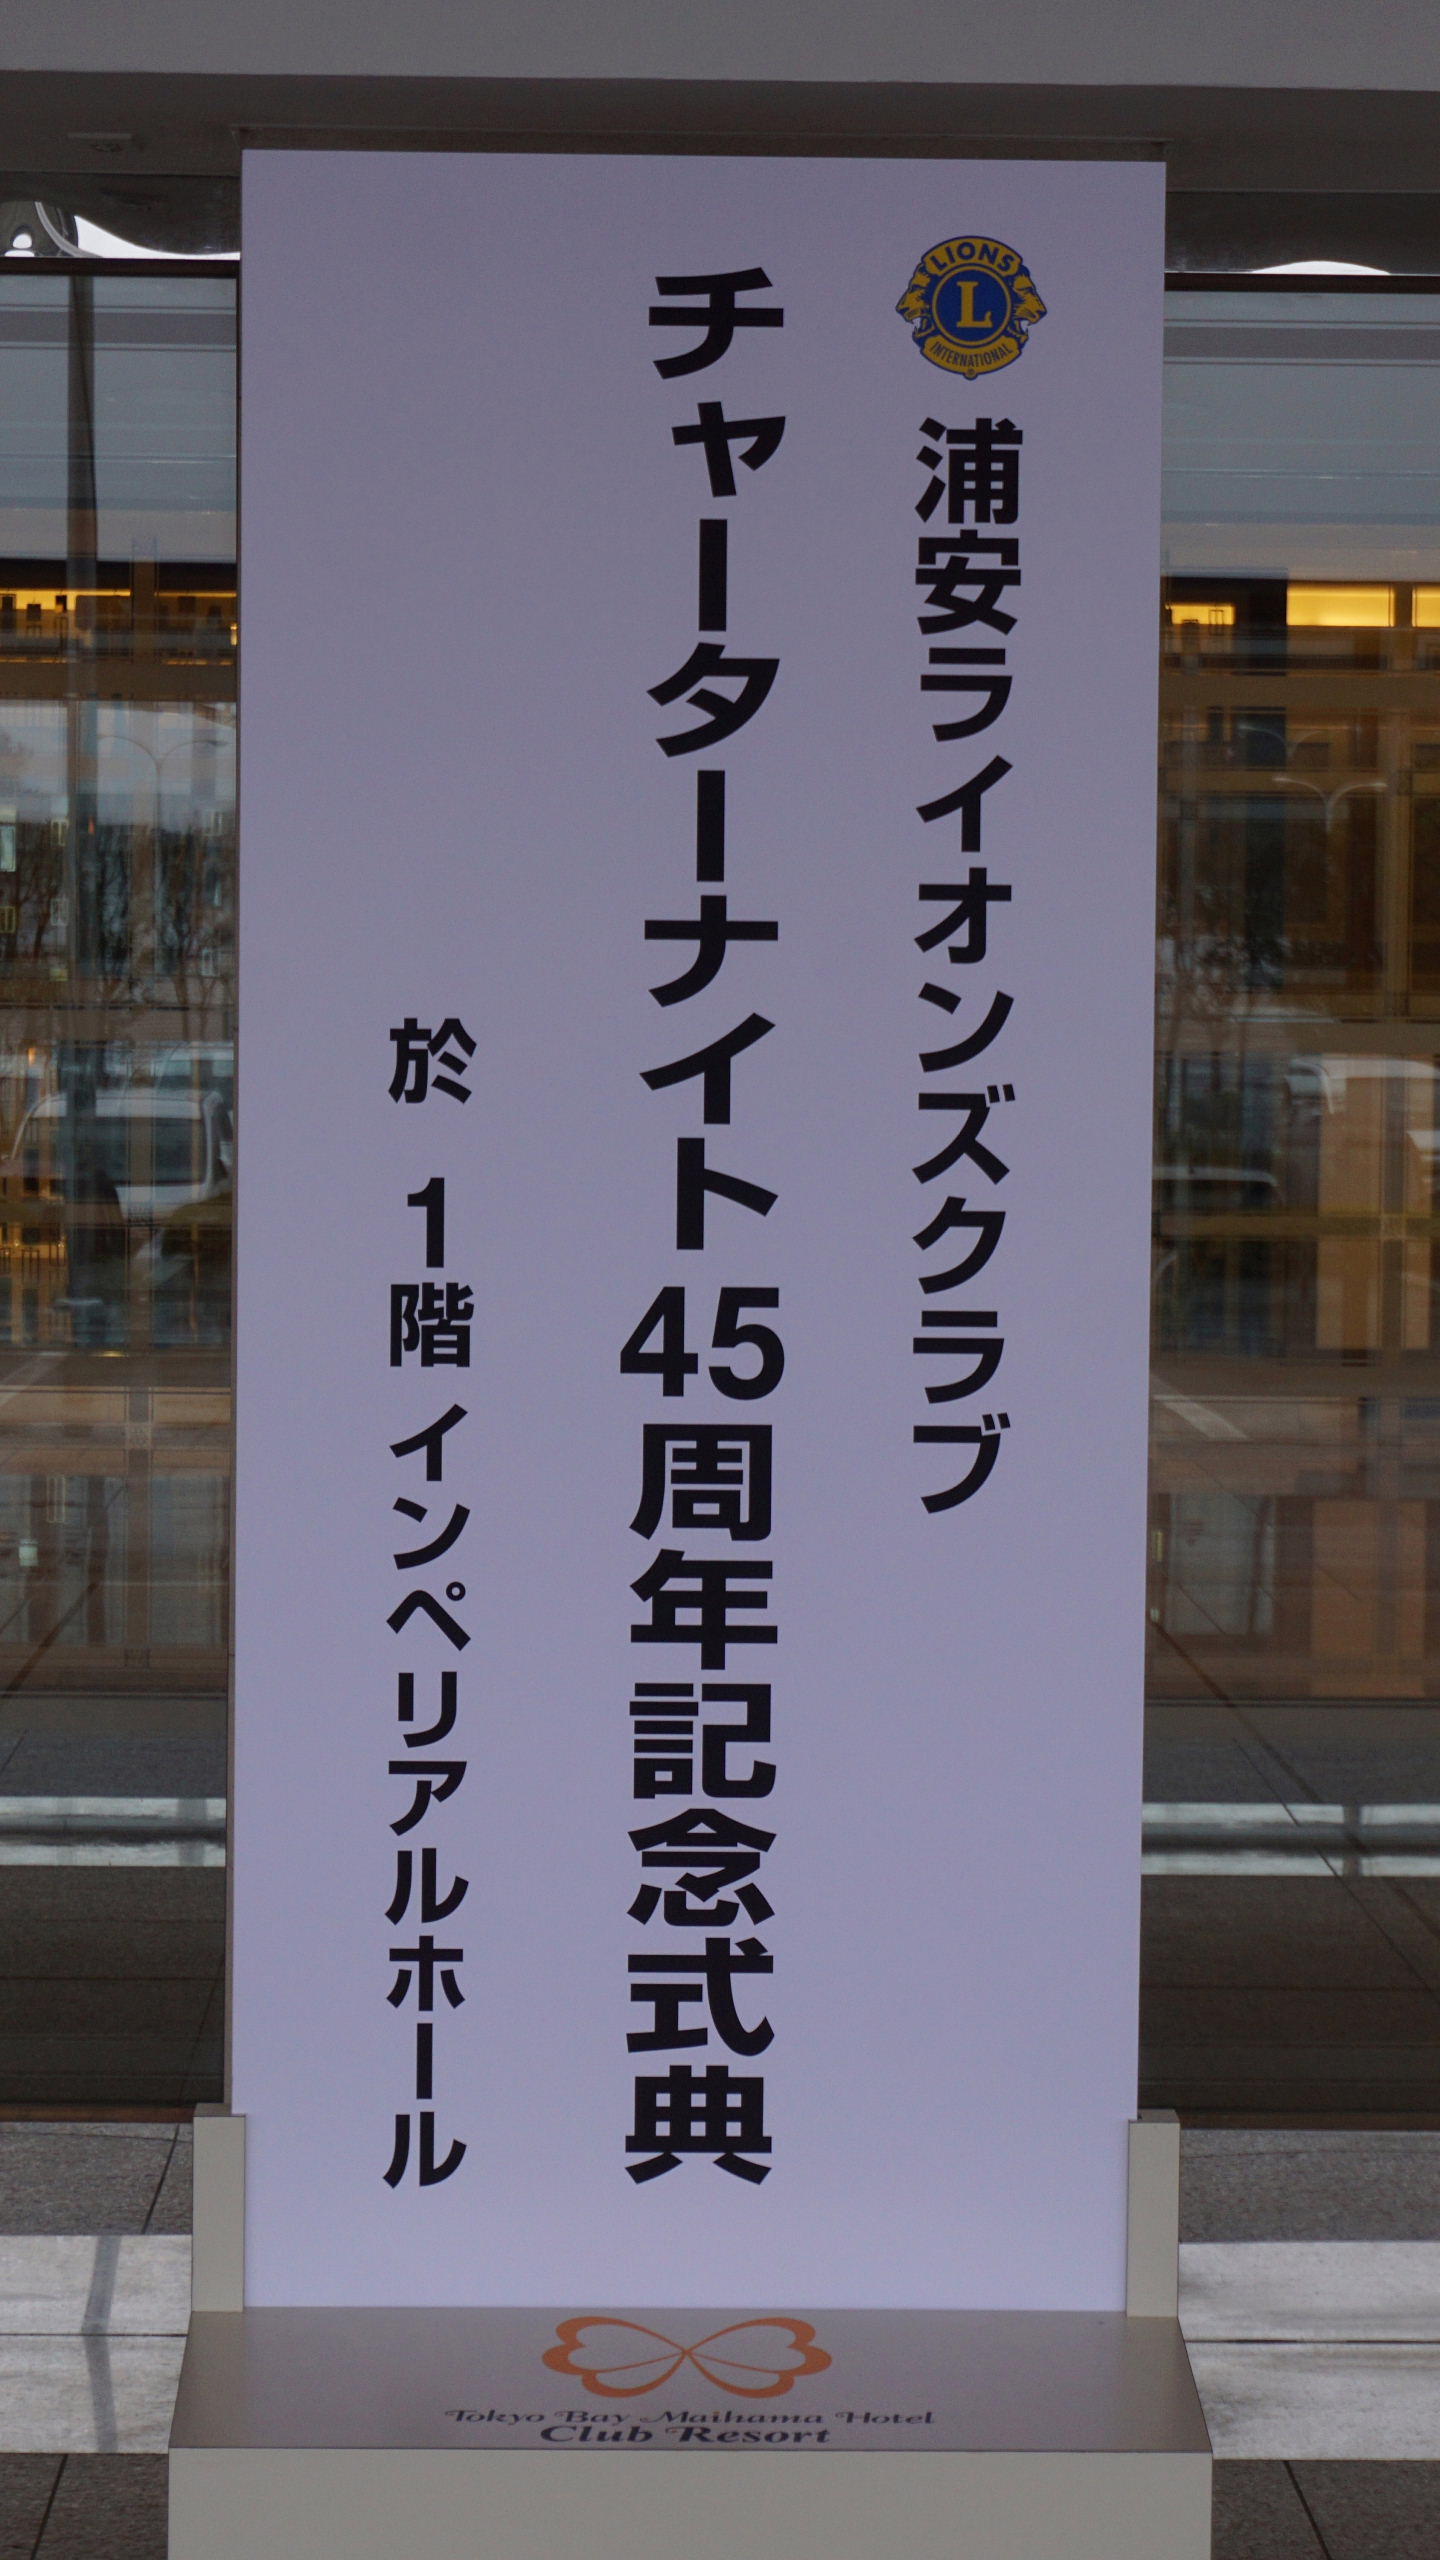 LIONS
L
INTERNATIONAL
浦安ライオンズクラブ
チャーターナイト45周年記念式典
於 1階 インペリアルホール
Tokyo Bay Maihama Hotel
Club Resort